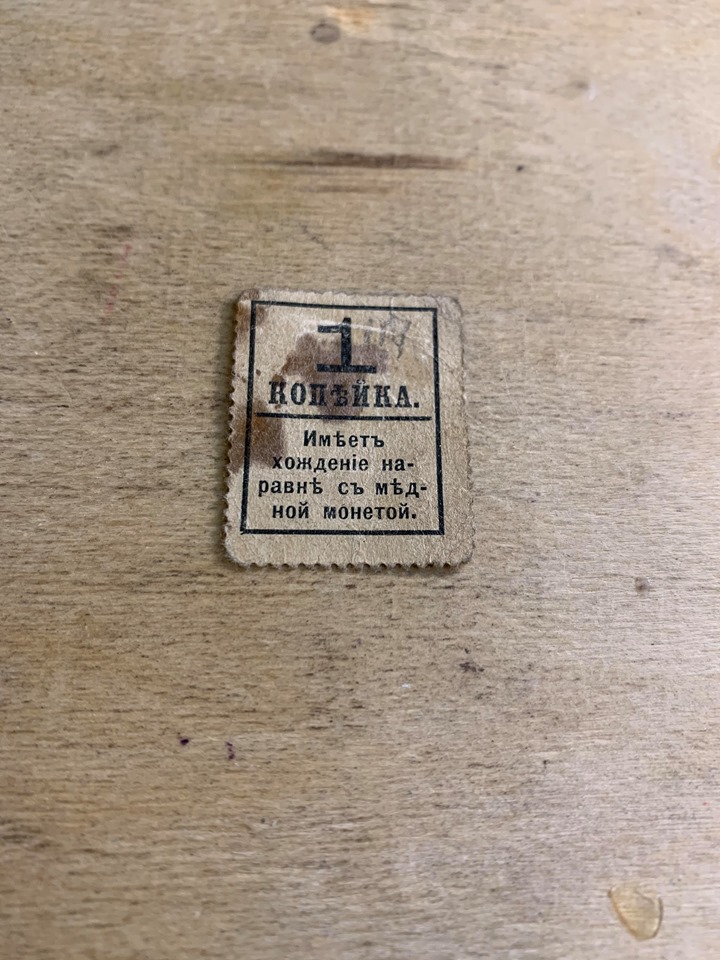 1
КОПѢЙКА.
Имѣетъ
хожденіе на-
равнѣ съ мѣд-
ной монетой.